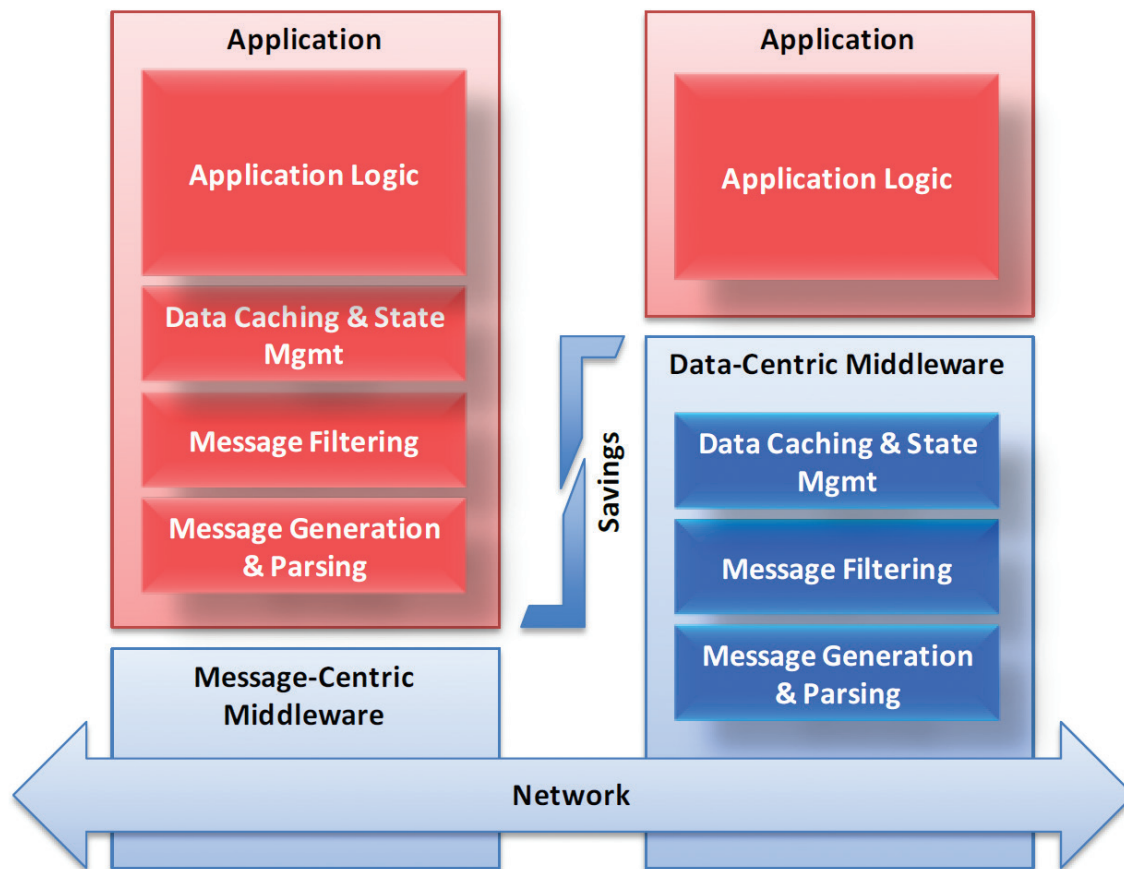 Application
Application Logic
Data Caching & State
Mgmt
Message Filtering
Message Generation
& Parsing
Message-Centric
Middleware
Savings
Application
Application Logic
Data-Centric Middleware
Data Caching & State
Mgmt
Message Filtering
Message Generation
& Parsing
Network